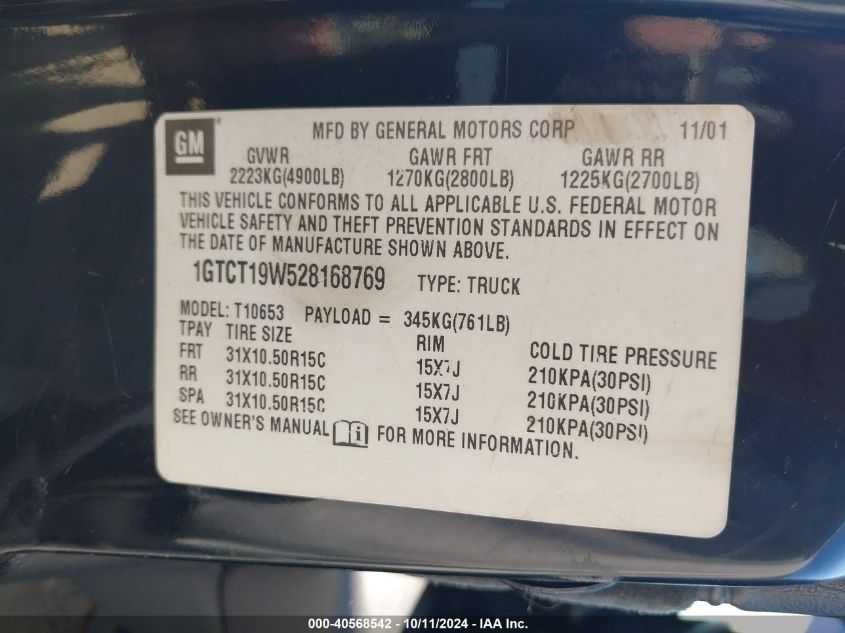 GM® MFD BY GENERAL MOTORS CORP 11/01
GVWR GAWR FRT GAWR RR
2223KG(4900LB) 1270KG(2800LB) 1225KG(2700LB)
THIS VEHICLE CONFORMS TO ALL APPLICABLE U.S. FEDERAL MOTOR
VEHICLE SAFETY AND THEFT PREVENTION STANDARDS IN EFFECT ON
THE DATE OF MANUFACTURE SHOWN ABOVE.
1GTCT19W528168769 TYPE: TRUCK
MODEL: T10653 PAYLOAD = 345KG(761LB)
TPAY TIRE SIZE RIM COLD TIRE PRESSURE
FRT 31X10.50R15C 15X7J 210KPA(30PSI)
RR 31X10.50R15C 15X7J 210KPA(30PSI)
SPA 31X10.50R15C 15X7J 210KPA(30PSI)
SEE OWNER'S MANUAL i FOR MORE INFORMATION.
000-40568542 - 10/11/2024 - IAA Inc.